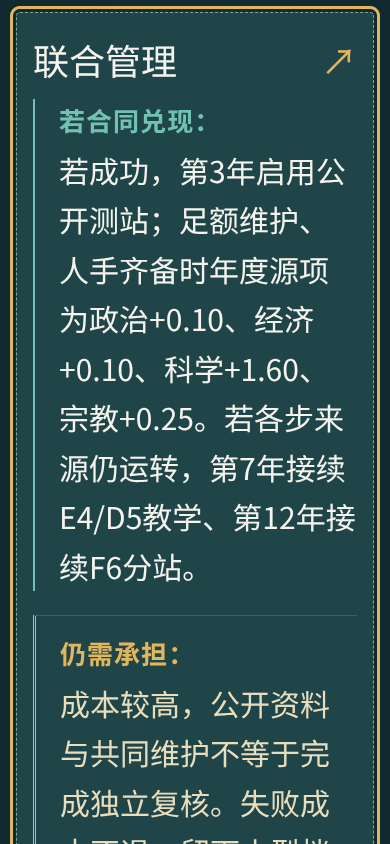 联合管理
若合同兑现：
若成功，第3年启用公
开测站；足额维护、
人手齐备时年度源项
为政治+0.10、经济
+0.10、科学+1.60、
宗教+0.25。若各步来
源仍运转，第7年接续
E4/D5教学、第12年接
续F6分站。
仍需承担：
成本较高，公开资料
与共同维护不等于完
成独立复核。失败成